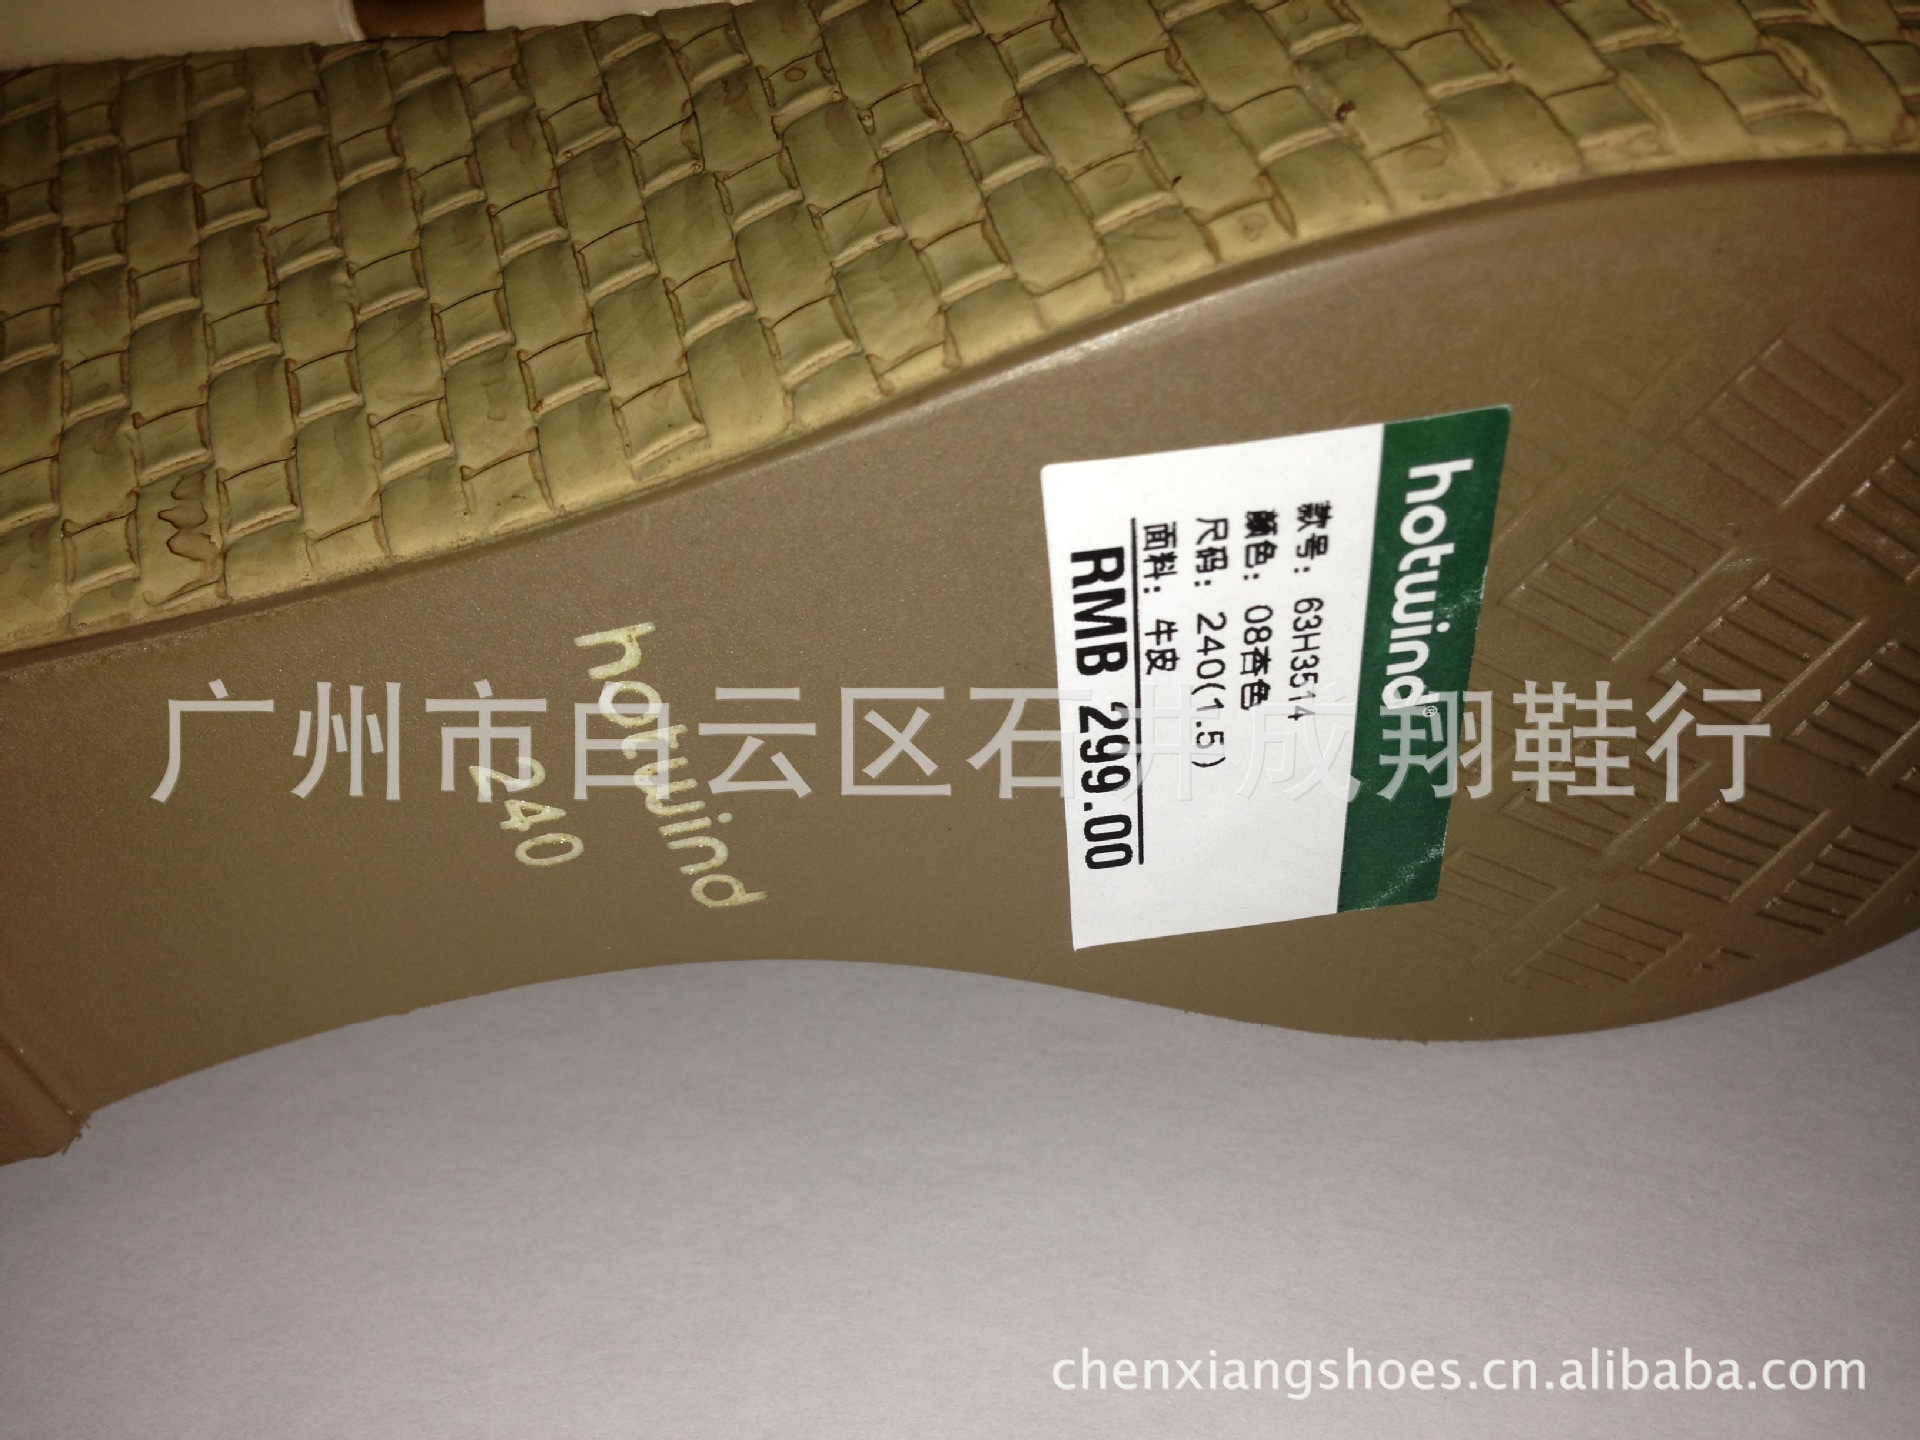 hotwind®
款号: 63H3514
颜色: 08杏色
尺码: 240(1.5)
面料: 牛皮
RMB 299.00
hotwind
240
广州市白云区石井成翔鞋行
chenxiangshoes.cn.alibaba.com